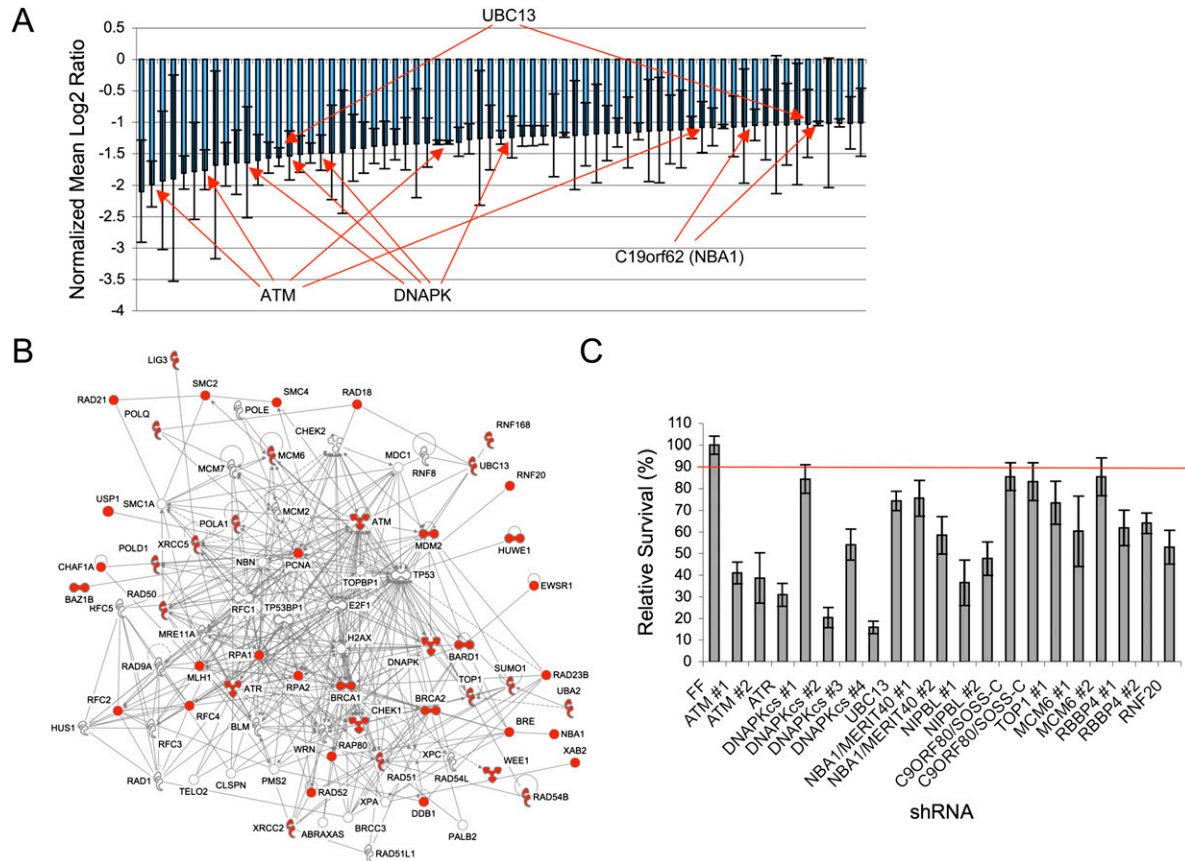 A
UBC13
0.5
0
-0.5
-1
-1.5
-2
-2.5
-3
-3.5
-4
Normalized Mean Log2 Ratio
C19orf62 (NBA1)
ATM
DNAPK
B
LIG3
SMC2
SMC4
RAD21
RAD18
POLQ
POLE
CHEK2
RNF168
MCM6
MDC1
MCM7
RNF8
UBC13
RNF20
USP1
SMC1A
MCM2
POLA1
ATM
XRCC5
MDM2
HUWE1
POLD1
NBN
PCNA
CHAF1A
TOPBP1
TP53
BAZ1B
RAD50
EWSR1
RFC5
RFC1
TP53BP1
E2F1
MRE11A
H2AX
RAD9A
RPA1
DNAPK
BARD1
MLH1
SUMO1
RAD23B
ATR
RPA2
TOP1
UBA2
RFC2
BRCA1
BRCA2
RFC4
CHEK1
BRE
HUS1
BLM
NBA1
RFC3
WRN
RAP80
XPC
XAB2
RAD1
PMS2
RAD51
RAD54L
WEE1
TELO2
CLSPN
RAD52
XPA
RAD54B
DDB1
XRCC2
ABRAXAS
BRCC3
PALB2
RAD51L1
C
110
100
90
80
70
60
50
40
30
20
10
0
Relative Survival (%)
FF
ATM #1
ATM #2
ATR
DNAPKcs #1
DNAPKcs #2
DNAPKcs #3
DNAPKcs #4
UBC13
NBA1/MERIT40 #1
NBA1/MERIT40 #2
NIPBL #1
NIPBL #2
C9ORF80/SOSS-C
C9ORF80/SOSS-C
TOP1 #1
MCM6 #1
MCM6 #2
RBBP4 #1
RBBP4 #2
RNF20
shRNA